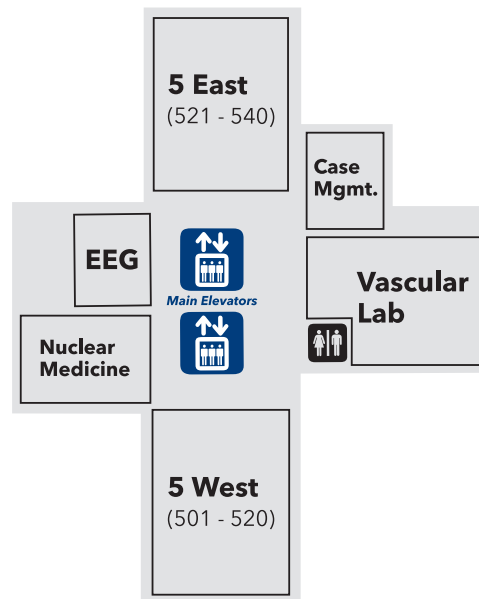 5 East
(521 - 540)
Case
Mgmt.
EEG
Main Elevators
Vascular
Lab
Nuclear
Medicine
5 West
(501 - 520)